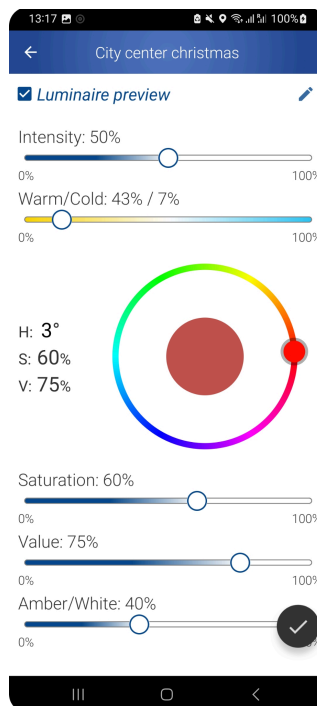 13:17 100%
City center christmas
Luminaire preview
Intensity: 50%
0% 100%
Warm/Cold: 43% / 7%
0% 100%
H: 3°
S: 60%
V: 75%
Saturation: 60%
0% 100%
Value: 75%
0% 100%
Amber/White: 40%
0%